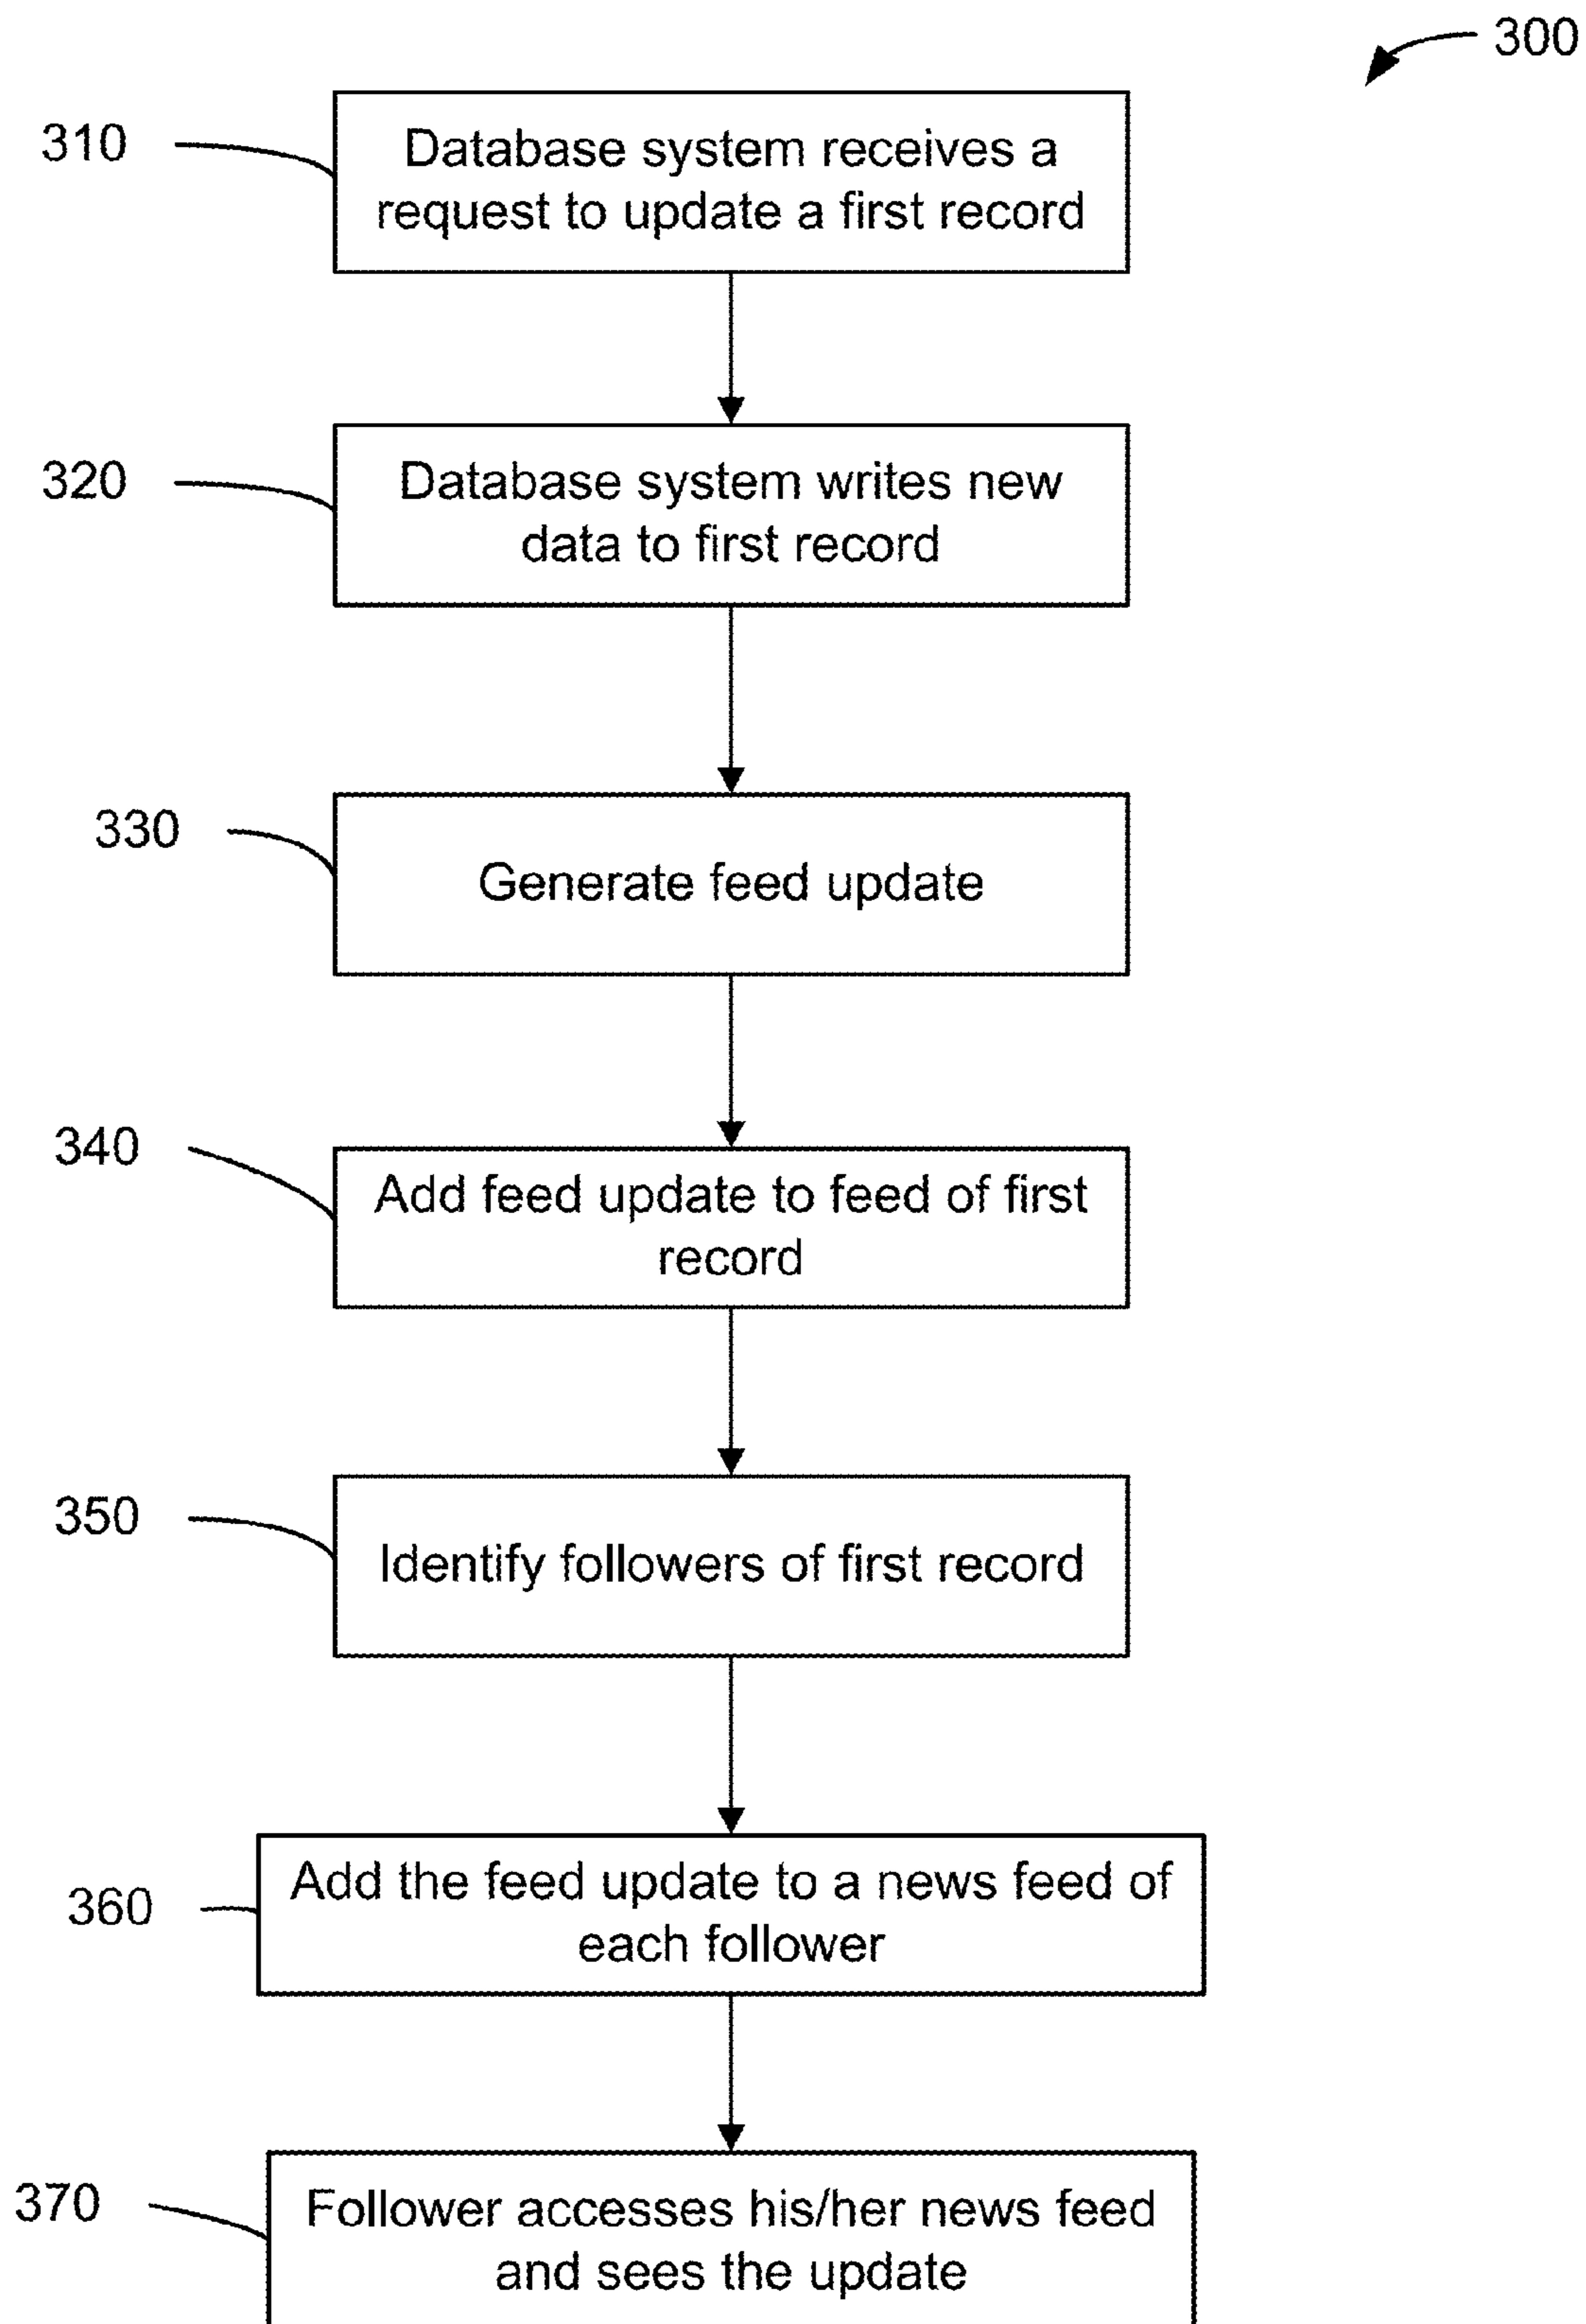 300
310
Database system receives a
request to update a first record
320
Database system writes new
data to first record
330
Generate feed update
340
Add feed update to feed of first
record
350
Identify followers of first record
360
Add the feed update to a news feed of
each follower
370
Follower accesses his/her news feed
and sees the update